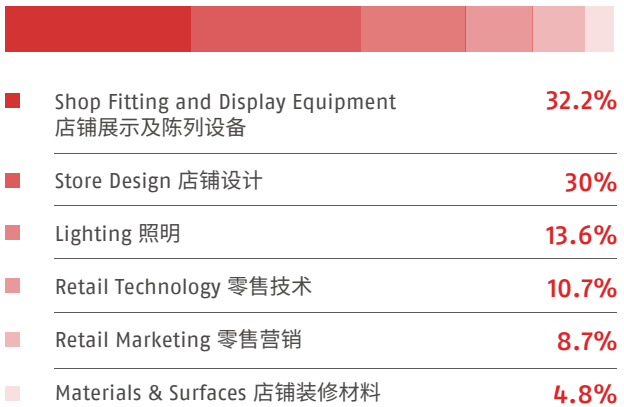 Shop Fitting and Display Equipment 32.2%
店铺展示及陈列设备
Store Design 店铺设计 30%
Lighting 照明 13.6%
Retail Technology 零售技术 10.7%
Retail Marketing 零售营销 8.7%
Materials & Surfaces 店铺装修材料 4.8%